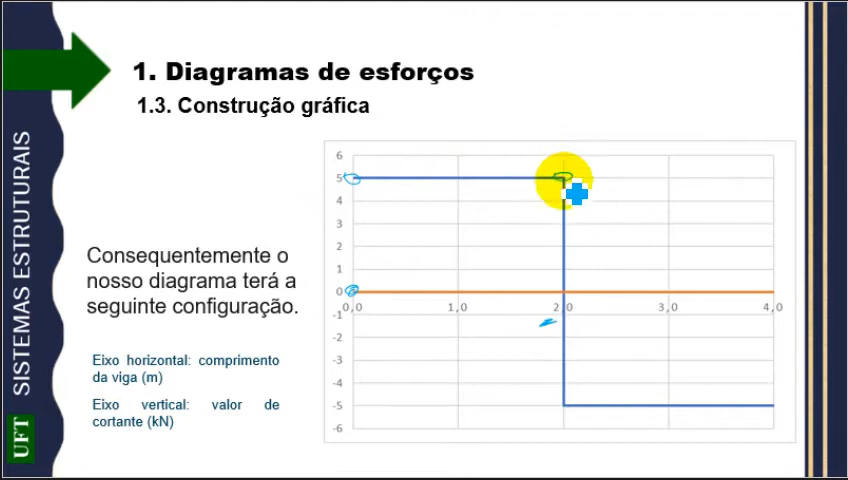 1. Diagramas de esforços
1.3. Construção gráfica
SISTEMAS ESTRUTURAIS
UFT
Consequentemente o
nosso diagrama terá a
seguinte configuração.
Eixo horizontal: comprimento
da viga (m)
Eixo vertical: valor de
cortante (kN)
6
5
4
3
2
1
0
0,0 1,0 2,0 3,0 4,0
-1
-2
-3
-4
-5
-6